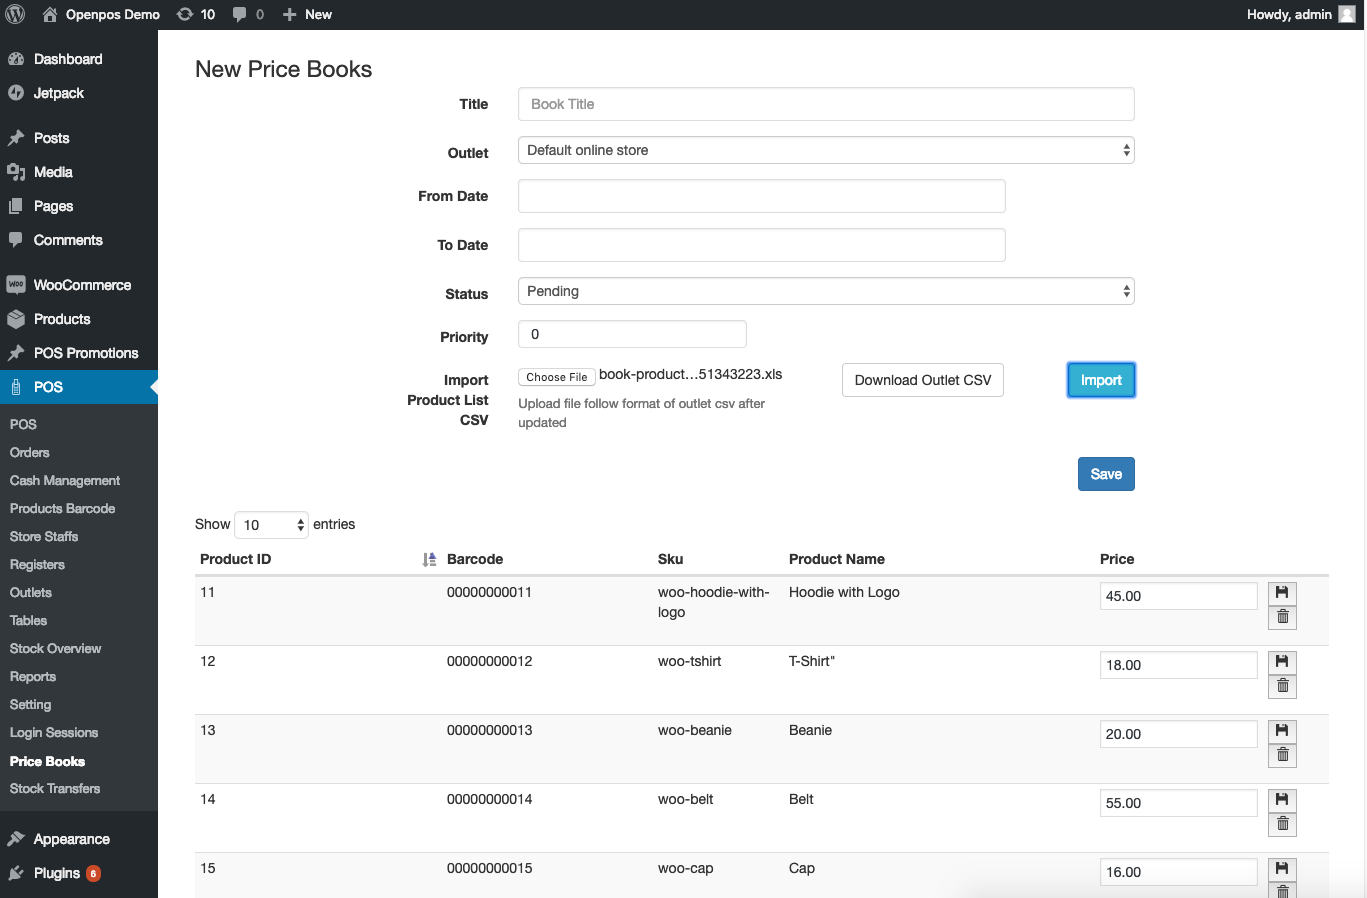 Openpos Demo 10 0 New Howdy, admin
Dashboard
Jetpack
Posts
Media
Pages
Comments
WOO WooCommerce
Products
POS Promotions
POS
POS
Orders
Cash Management
Products Barcode
Store Staffs
Registers
Outlets
Tables
Stock Overview
Reports
Setting
Login Sessions
Price Books
Stock Transfers
Appearance
Plugins 6
New Price Books
Title Book Title
Outlet Default online store
From Date
To Date
Status Pending
Priority 0
Import
Product List
CSV
Choose File book-product...51343223.xls
Upload file follow format of outlet csv after
updated
Download Outlet CSV
Import
Save
Show 10 entries
Product ID Barcode Sku Product Name Price
11 00000000011 woo-hoodie-with- Hoodie with Logo 45.00
logo
12 00000000012 woo-tshirt T-Shirt" 18.00
13 00000000013 woo-beanie Beanie 20.00
14 00000000014 woo-belt Belt 55.00
15 00000000015 woo-cap Cap 16.00